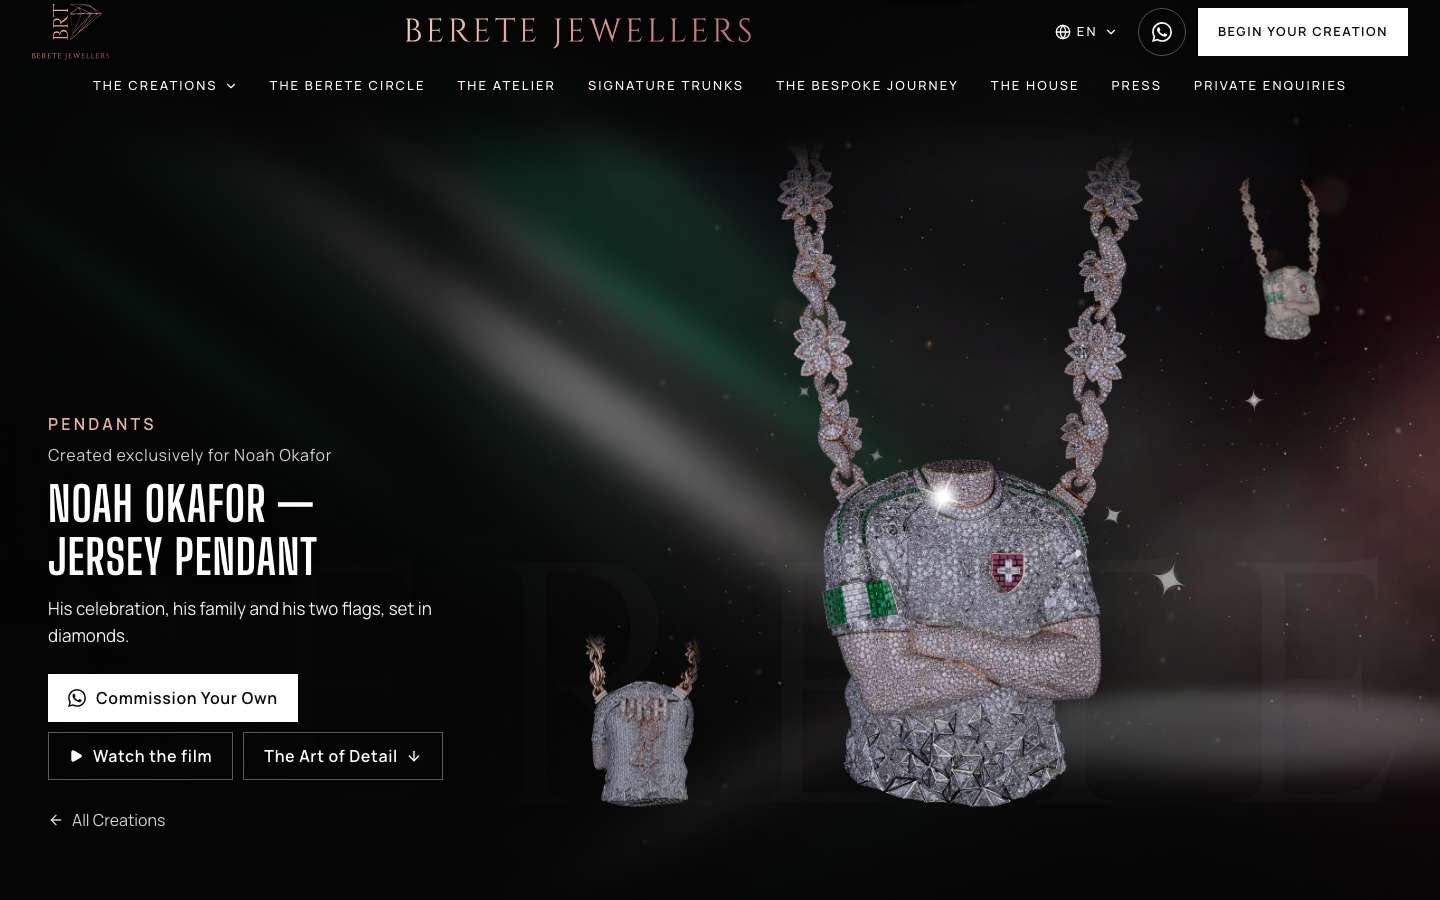 BRT
BERETE JEWELLERS
BERETE JEWELLERS
EN
BEGIN YOUR CREATION
THE CREATIONS
THE BERETE CIRCLE
THE ATELIER
SIGNATURE TRUNKS
THE BESPOKE JOURNEY
THE HOUSE
PRESS
PRIVATE ENQUIRIES
PENDANTS
Created exclusively for Noah Okafor
NOAH OKAFOR —
JERSEY PENDANT
His celebration, his family and his two flags, set in
diamonds.
Commission Your Own
Watch the film
The Art of Detail
All Creations